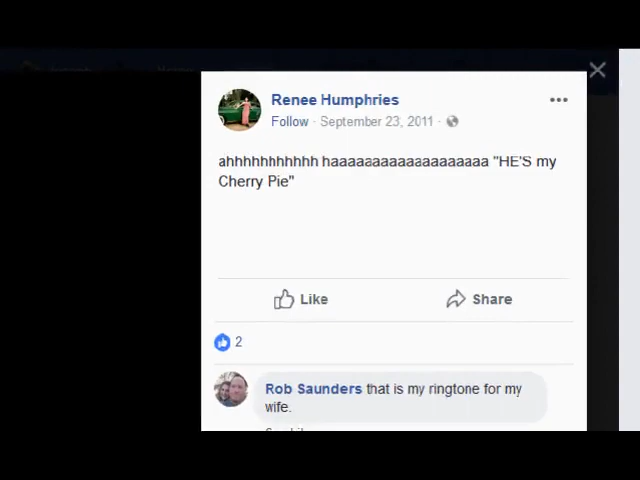 Renee Humphries
Follow · September 23, 2011 ·
ahhhhhhhhhhh haaaaaaaaaaaaaaaaaaa "HE'S my
Cherry Pie"
Like
Share
2
Rob Saunders that is my ringtone for my
wife.